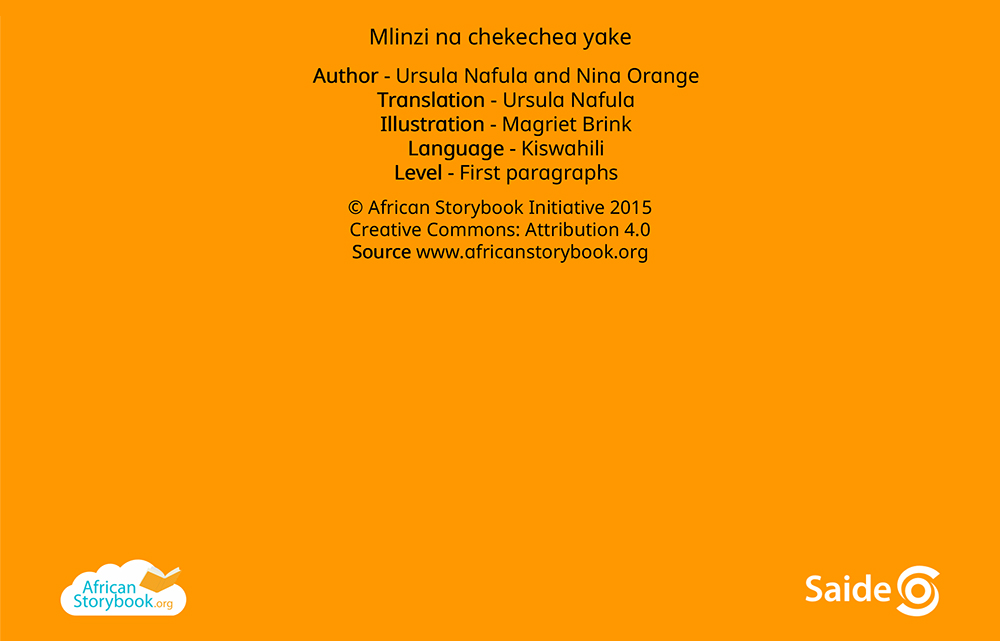 Mlinzi na chekechea yake
Author - Ursula Nafula and Nina Orange
Translation - Ursula Nafula
Illustration - Magriet Brink
Language - Kiswahili
Level - First paragraphs
© African Storybook Initiative 2015
Creative Commons: Attribution 4.0
Source www.africanstorybook.org
African
Storybook.org
Saide